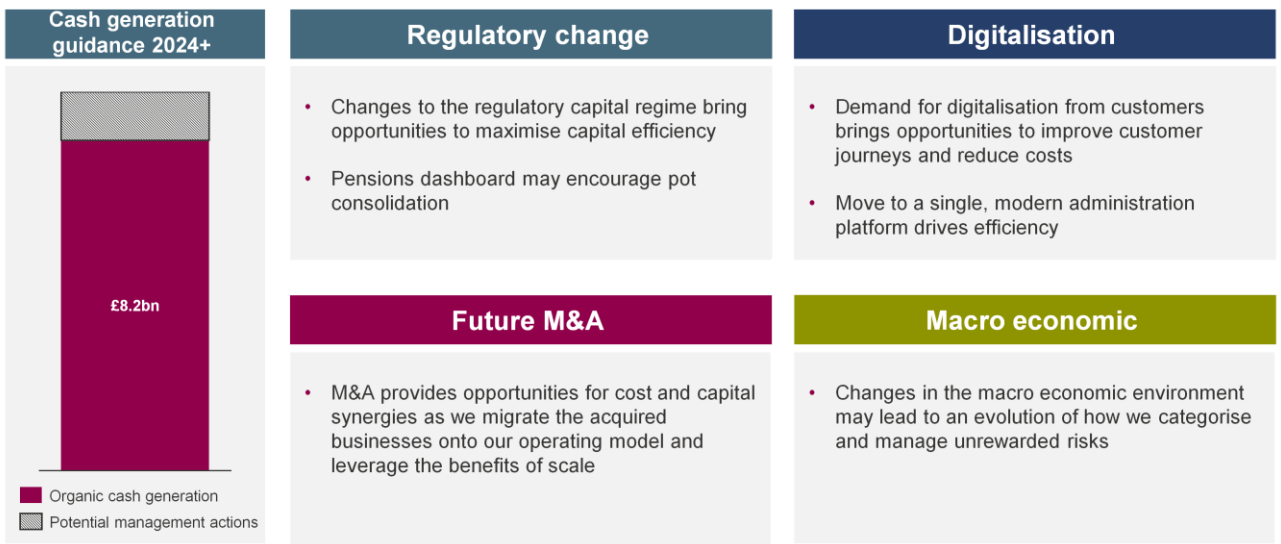 Cash generation
guidance 2024+
£8.2bn
Organic cash generation
Potential management actions
Regulatory change
• Changes to the regulatory capital regime bring
opportunities to maximise capital efficiency
• Pensions dashboard may encourage pot
consolidation
Digitalisation
• Demand for digitalisation from customers
brings opportunities to improve customer
journeys and reduce costs
• Move to a single, modern administration
platform drives efficiency
Future M&A
• M&A provides opportunities for cost and capital
synergies as we migrate the acquired
businesses onto our operating model and
leverage the benefits of scale
Macro economic
• Changes in the macro economic environment
may lead to an evolution of how we categorise
and manage unrewarded risks